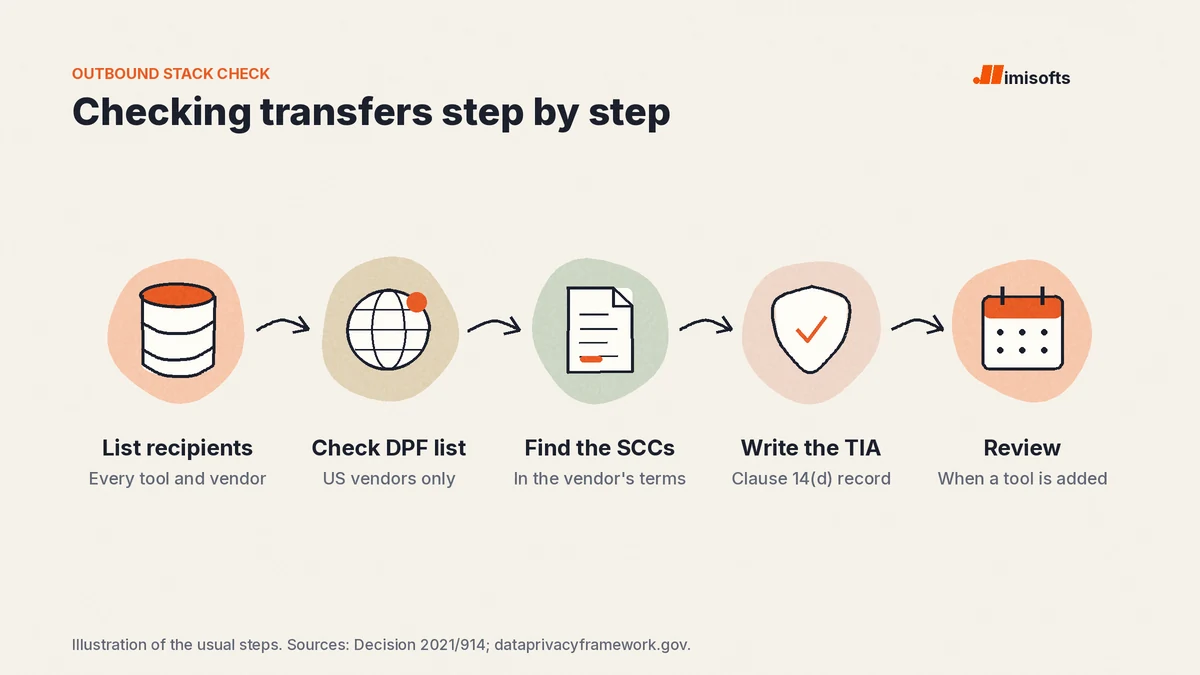 OUTBOUND STACK CHECK
imisofts
Checking transfers step by step
List recipients
Every tool and vendor
Check DPF list
US vendors only
Find the SCCs
In the vendor's terms
Write the TIA
Clause 14(d) record
Review
When a tool is added
Illustration of the usual steps. Sources: Decision 2021/914; dataprivacyframework.gov.